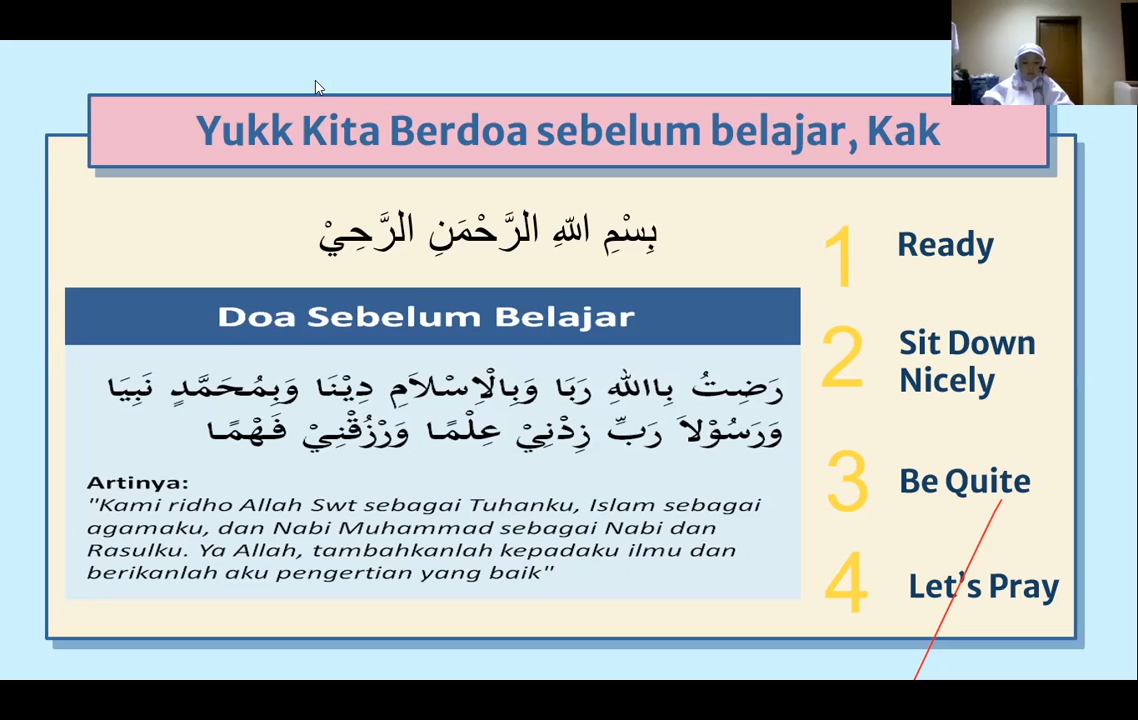 Yukk Kita Berdoa sebelum belajar, Kak
بِسْمِ اللّٰهِ الرَّحْمَنِ الرَّحِيْ
Doa Sebelum Belajar
رَضِتُ بِااللهِ رَبَا وَبِالْاِسْلاَمِ دِيْنَا وَبِمُحَمَّدٍ نَبِيَا
وَرَسُوْلاَ رَبِّ زِدْنِيْ عِلْمًا وَرْزُقْنِيْ فَهْمًا
Artinya:
"Kami ridho Allah Swt sebagai Tuhanku, Islam sebagai
agamaku, dan Nabi Muhammad sebagai Nabi dan
Rasulku. Ya Allah, tambahkanlah kepadaku ilmu dan
berikanlah aku pengertian yang baik"
1 Ready
2 Sit Down
Nicely
3 Be Quite
4 Let's Pray